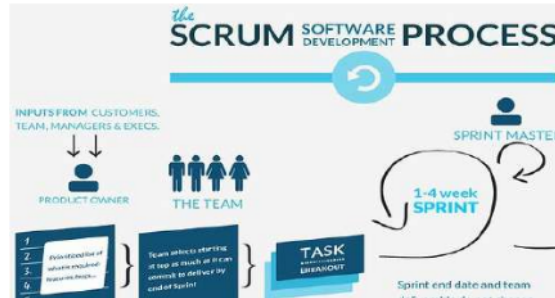 the
SCRUM SOFTWARE DEVELOPMENT PROCESS
INPUTS FROM CUSTOMERS,
TEAM, MANAGERS & EXECS.
PRODUCT OWNER
THE TEAM
SPRINT MASTE
1-4 week
SPRINT
1
2.
3.
4.
Team selects starting
at top as much as it can
commit to deliver by
end of Sprint
TASK
BREAKOUT
Sprint end date and team